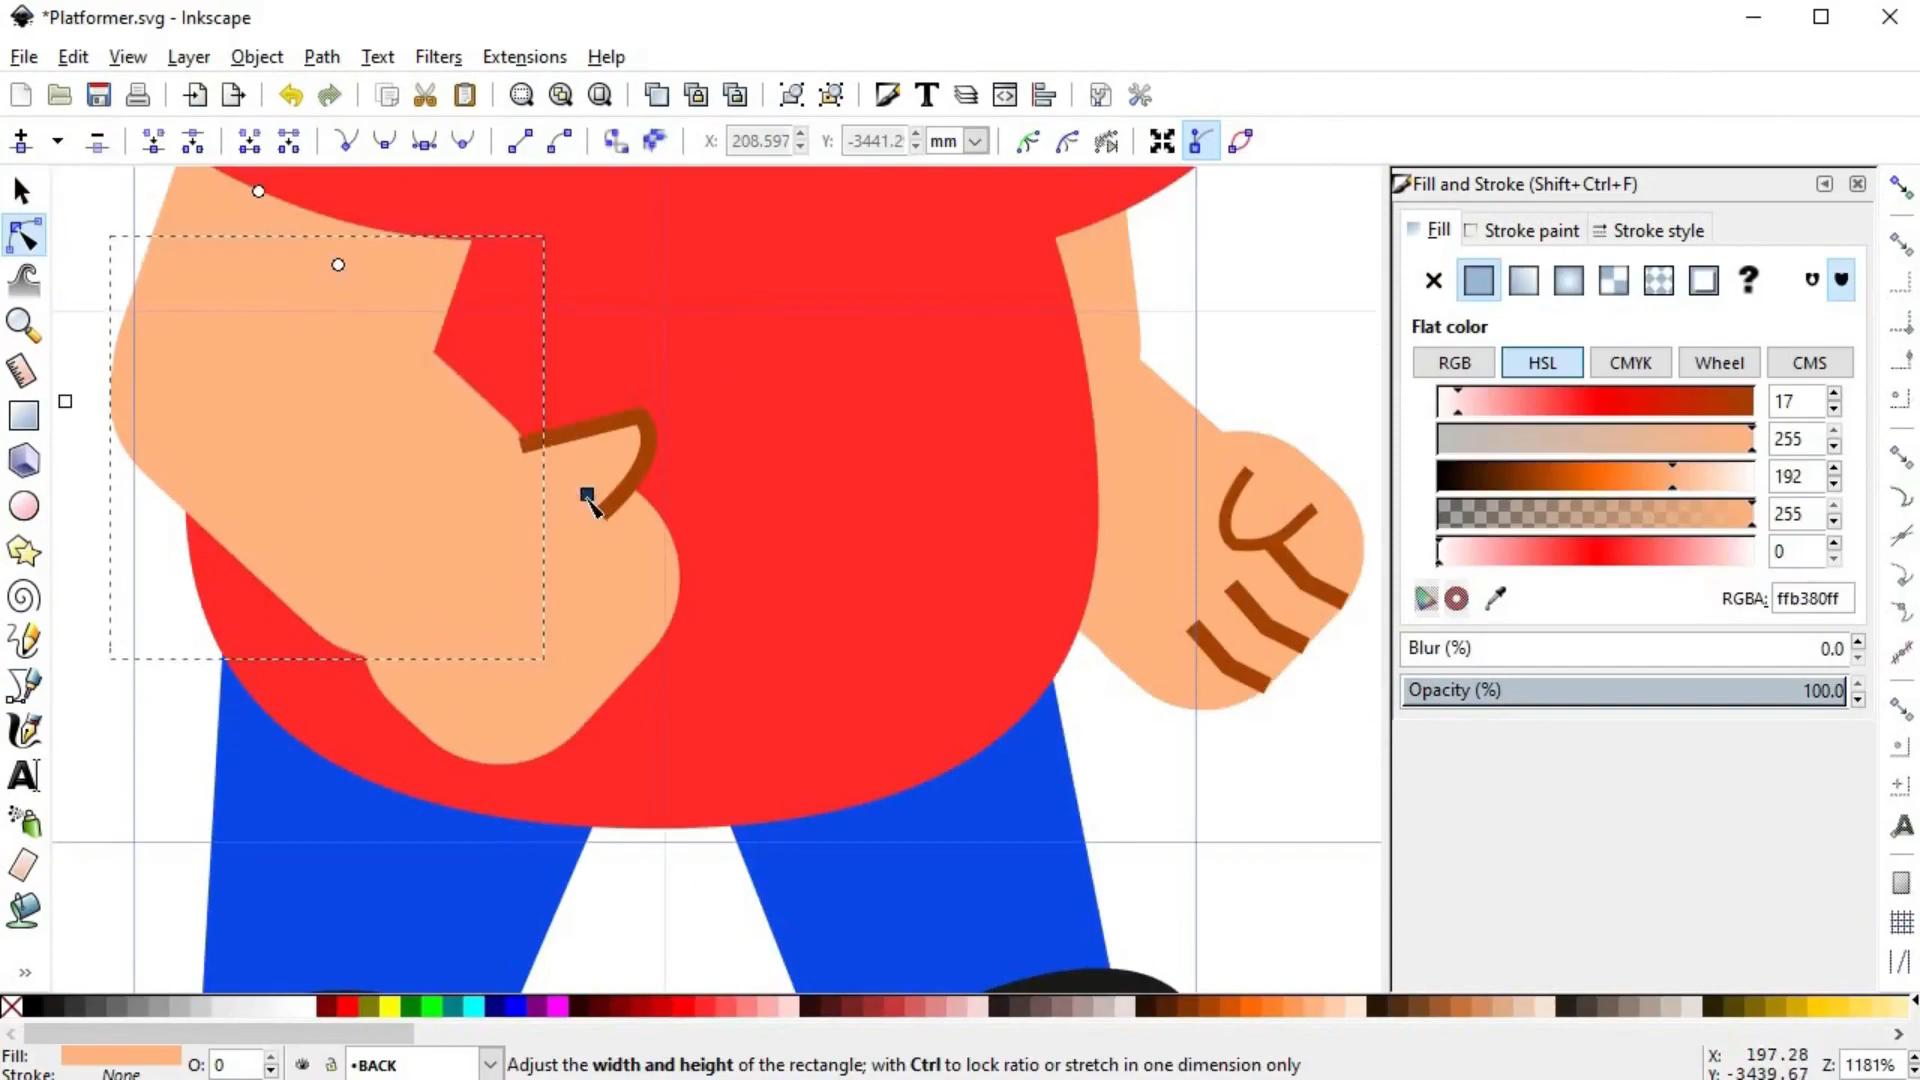 *Platformer.svg - Inkscape
File Edit View Layer Object Path Text Filters Extensions Help
X: 208.597 Y: -3441.2 mm
Fill and Stroke (Shift+Ctrl+F)
Fill Stroke paint Stroke style
Flat color
RGB HSL CMYK Wheel CMS
17
255
192
255
0
RGBA: ffb380ff
Blur (%) 0.0
Opacity (%) 100.0
Fill: O: 0 •BACK Adjust the width and height of the rectangle; with Ctrl to lock ratio or stretch in one dimension only X: 197.28 Z: 1181%
Stroke: None Y: -3439.67